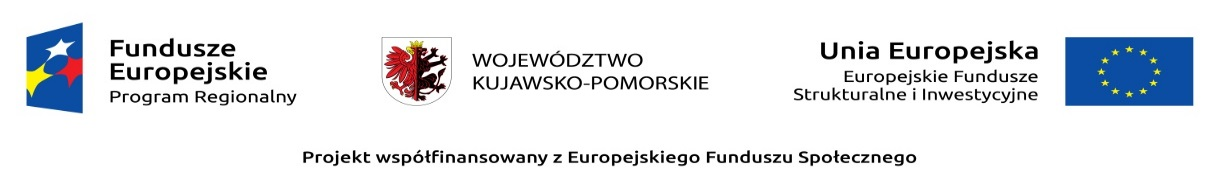 Fundusze
Europejskie
Program Regionalny
WOJEWÓDZTWO
KUJAWSKO-POMORSKIE
Unia Europejska
Europejskie Fundusze
Strukturalne i Inwestycyjne
Projekt współfinansowany z Europejskiego Funduszu Społecznego